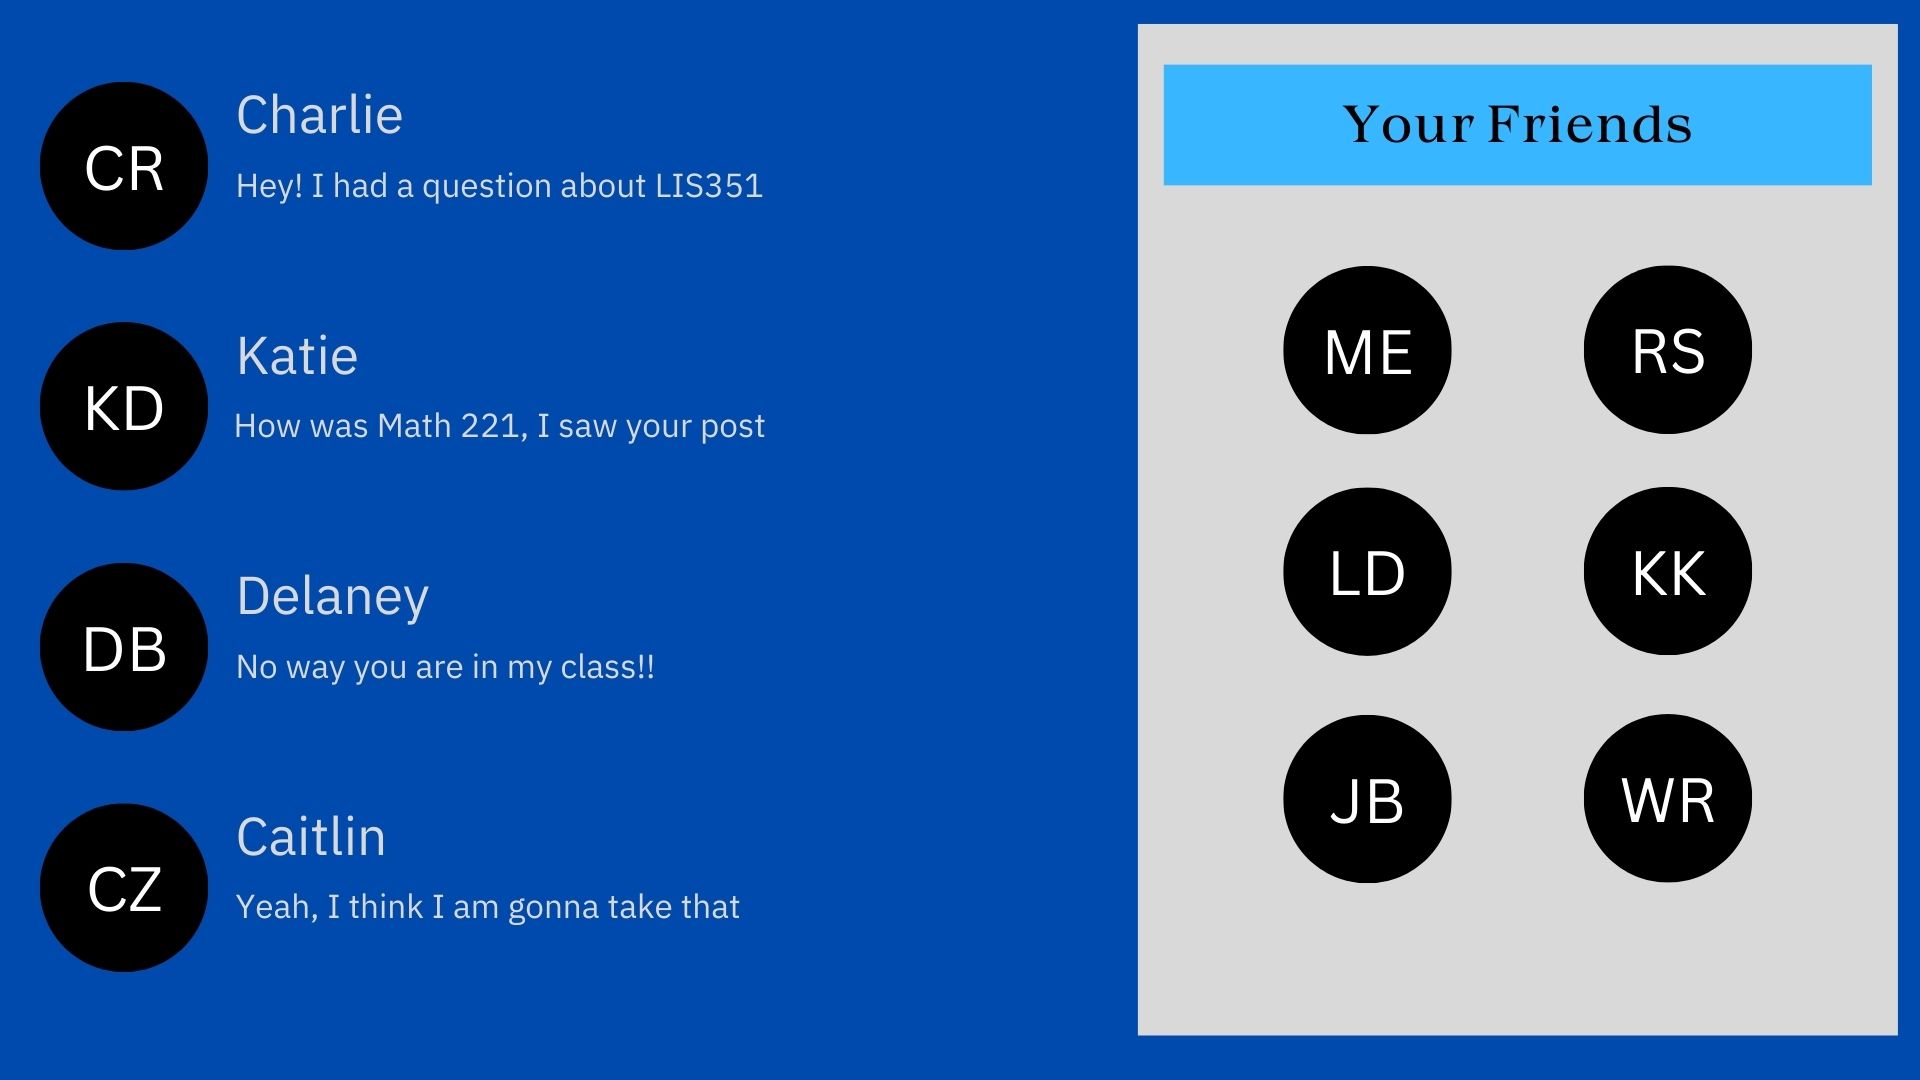 CR
Charlie
Hey! I had a question about LIS351
KD
Katie
How was Math 221, I saw your post
DB
Delaney
No way you are in my class!!
CZ
Caitlin
Yeah, I think I am gonna take that
Your Friends
ME
RS
LD
KK
JB
WR